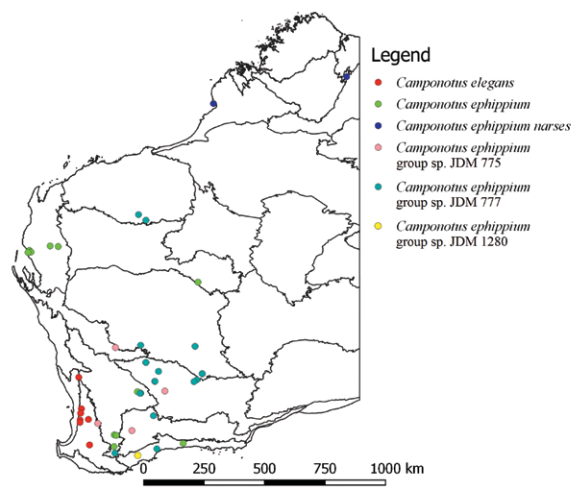 Legend
Camponotus elegans
Camponotus ephippium
Camponotus ephippium narses
Camponotus ephippium
group sp. JDM 775
Camponotus ephippium
group sp. JDM 777
Camponotus ephippium
group sp. JDM 1280
0 250 500 750 1000 km